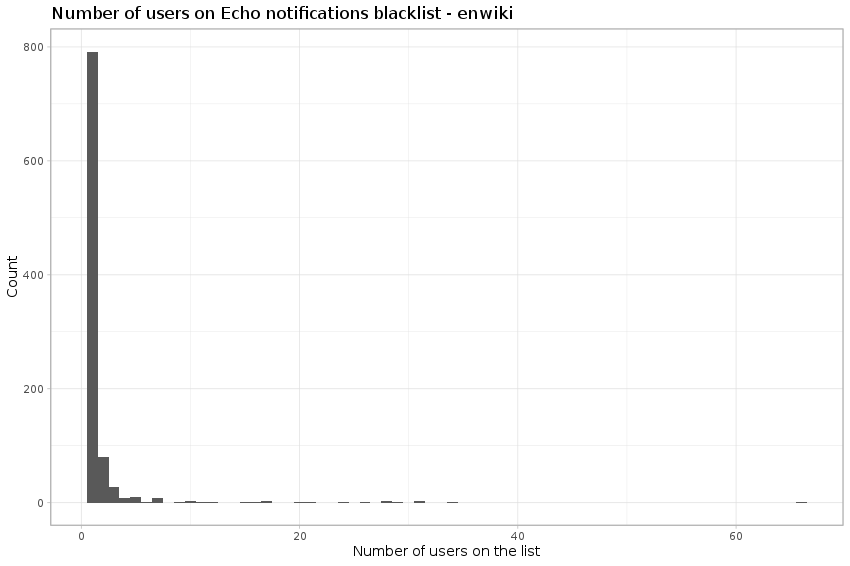 Number of users on Echo notifications blacklist - enwiki
800
600
400
200
0
Count
0 20 40 60
Number of users on the list